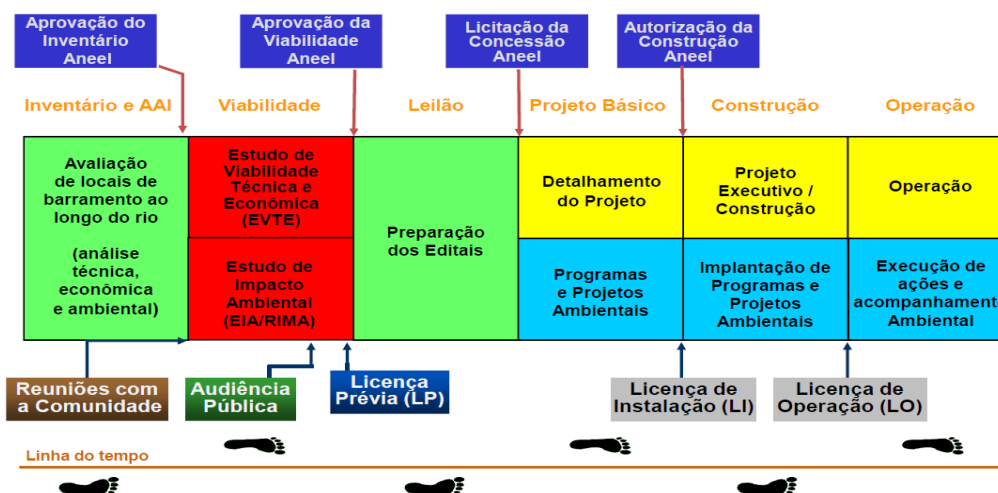 Aprovação do
Inventário
Aneel
Aprovação da
Viabilidade
Aneel
Licitação da
Concessão
Aneel
Autorização da
Construção
Aneel
Inventário e AAI
Viabilidade
Leilão
Projeto Básico
Construção
Operação
Avaliação
de locais de
barramento ao
longo do rio
(análise
técnica,
econômica
e ambiental)
Estudo de
Viabilidade
Técnica e
Econômica
(EVTE)
Estudo de
Impacto
Ambiental
(EIA/RIMA)
Preparação
dos Editais
Detalhamento
do Projeto
Programas
e Projetos
Ambientais
Projeto
Executivo /
Construção
Implantação de
Programas e
Projetos
Ambientais
Operação
Execução de
ações e
acompanhamento
Ambiental
Reuniões com
a Comunidade
Audiência
Pública
Licença
Prévia (LP)
Licença de
Instalação (LI)
Licença de
Operação (LO)
Linha do tempo